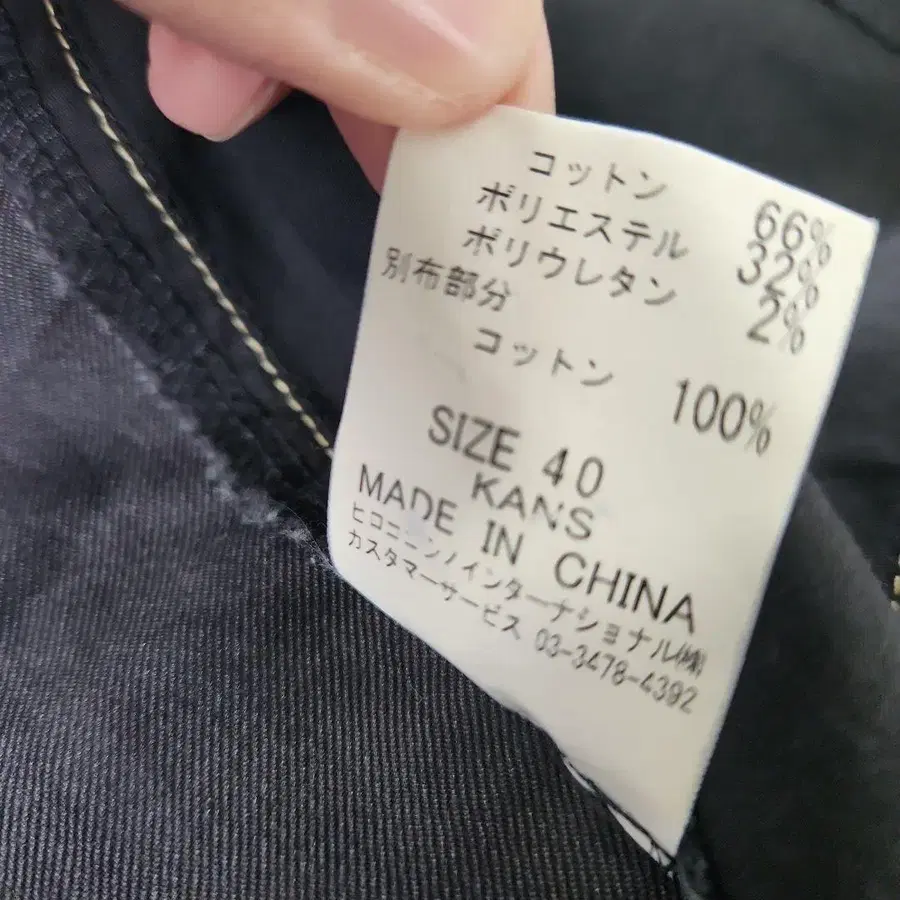 コットン 66%
ポリエステル 32%
ポリウレタン 2%
別布部分
コットン 100%
SIZE 40
KANS
MADE IN CHINA
ヒロココシノインターナショナル㈱
カスタマーサービス 03-3478-4392